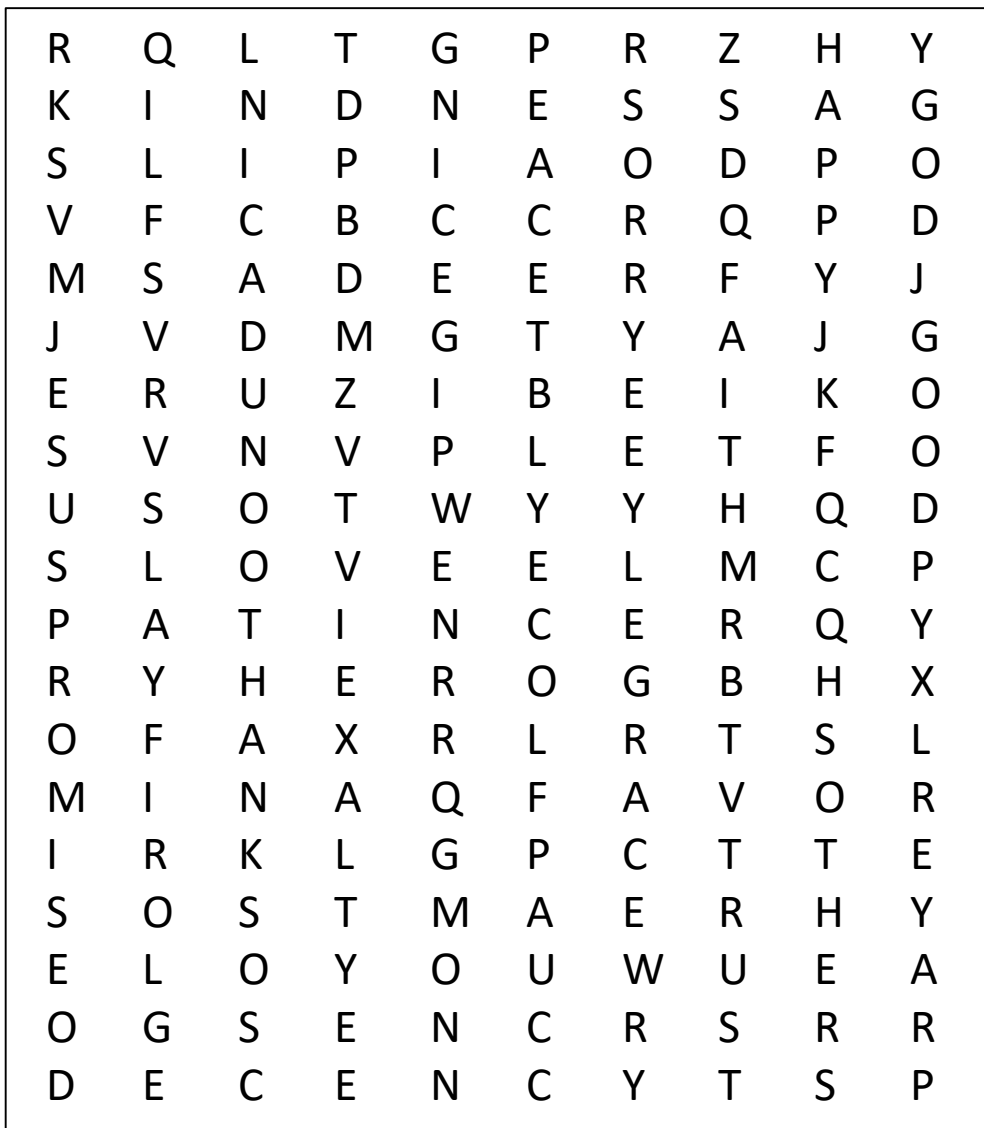 R Q L T G P R Z H Y
K I N D N E S S A G
S L I P I A O D P O
V F C B C C R Q P D
M S A D E E R F Y J
J V D M G T Y A J G
E R U Z I B E I K O
S V N V P L E T F O
U S O T W Y Y H Q D
S L O V E E L M C P
P A T I N C E R Q Y
R Y H E R O G B H X
O F A X R L R T S L
M I N A Q F A V O R
I R K L G P C T T E
S O S T M A E R H Y
E L O Y O U W U E A
O G S E N C R S R R
D E C E N C Y T S P